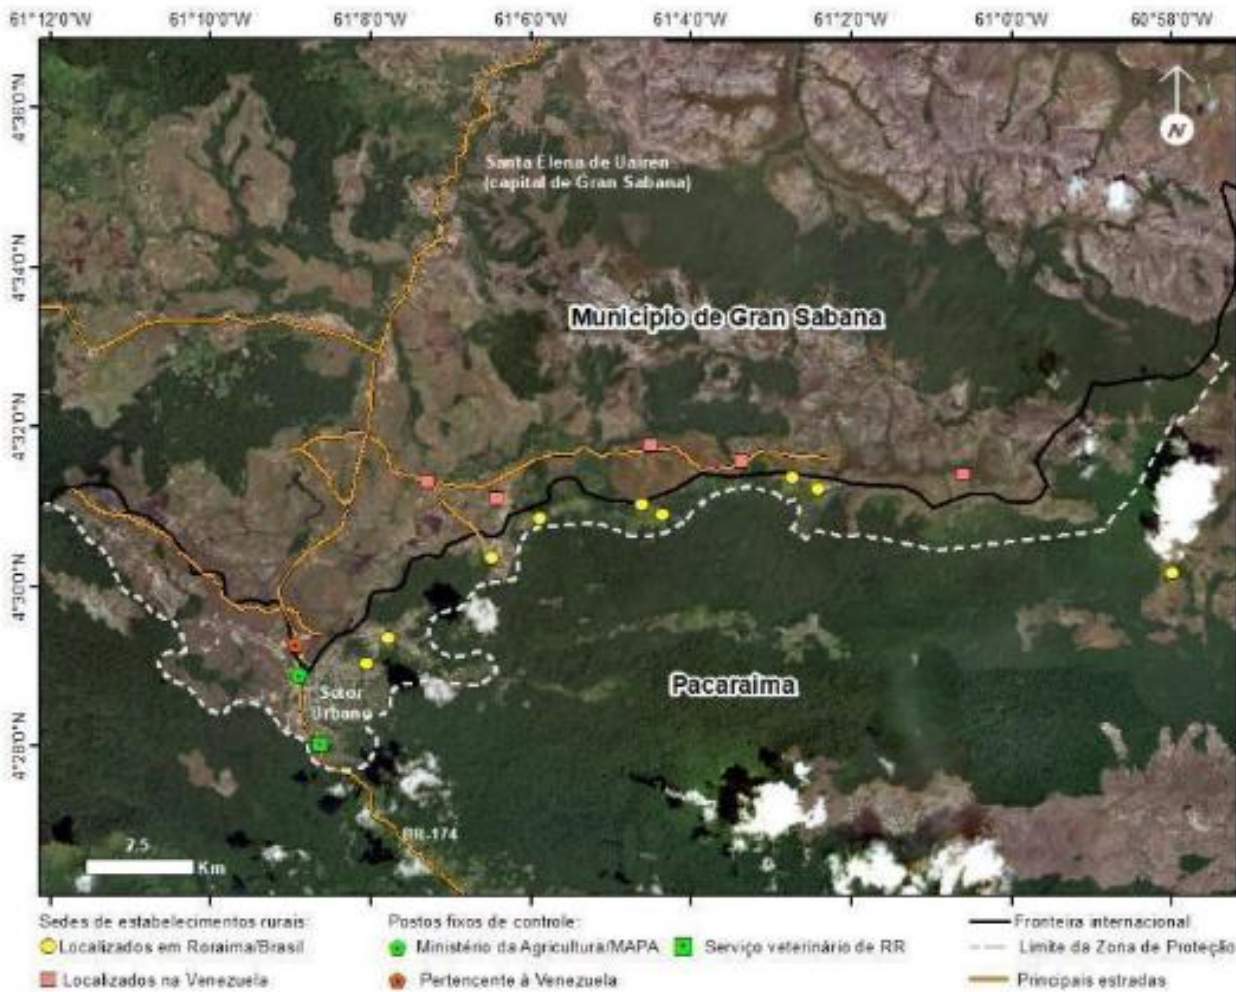 61°12'0"W 61°10'0"W 61°8'0"W 61°6'0"W 61°4'0"W 61°2'0"W 61°0'0"W 60°58'0"W
4°38'0"N
N
Santa Elena de Uairen
(capital de Gran Sabana)
4°34'0"N
Município de Gran Sabana
4°32'0"N
4°30'0"N
Pacaraima
Setor
Urbano
4°28'0"N
BR-174
7.5
Km
Sedes de estabelecimentos rurais:
Localizados em Roraima/Brasil
Localizados na Venezuela
Postos fixos de controle:
Ministério da Agricultura/MAPA
Serviço veterinário de RR
Pertencente à Venezuela
Fronteira internacional
Limite da Zona de Proteção
Principais estradas